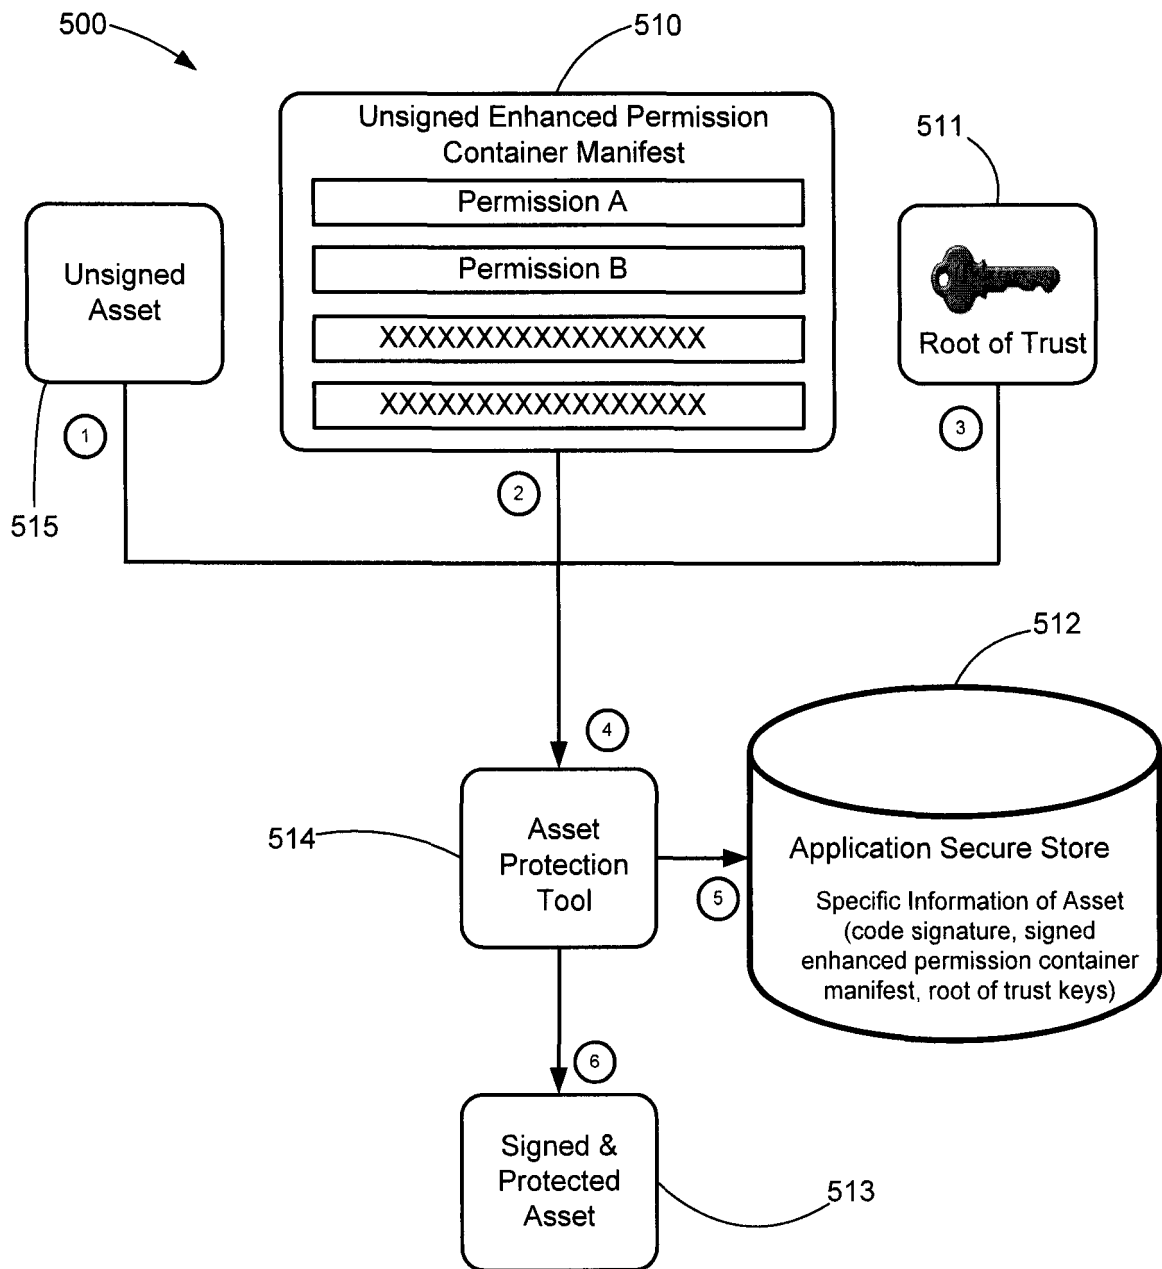 500
510
Unsigned Enhanced Permission
Container Manifest
Permission A
Permission B
XXXXXXXXXXXXXXXXX
XXXXXXXXXXXXXXXXX
511
Root of Trust
Unsigned
Asset
515
1
2
3
4
512
514
Asset
Protection
Tool
5
Application Secure Store
Specific Information of Asset
(code signature, signed
enhanced permission container
manifest, root of trust keys)
6
Signed &
Protected
Asset
513